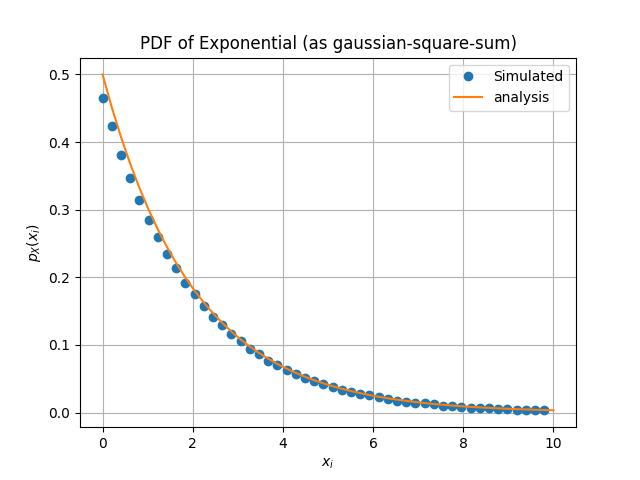 PDF of Exponential (as gaussian-square-sum)
Simulated
analysis
0.5
0.4
0.3
0.2
0.1
0.0
p_X(x_i)
0 2 4 6 8 10
x_i